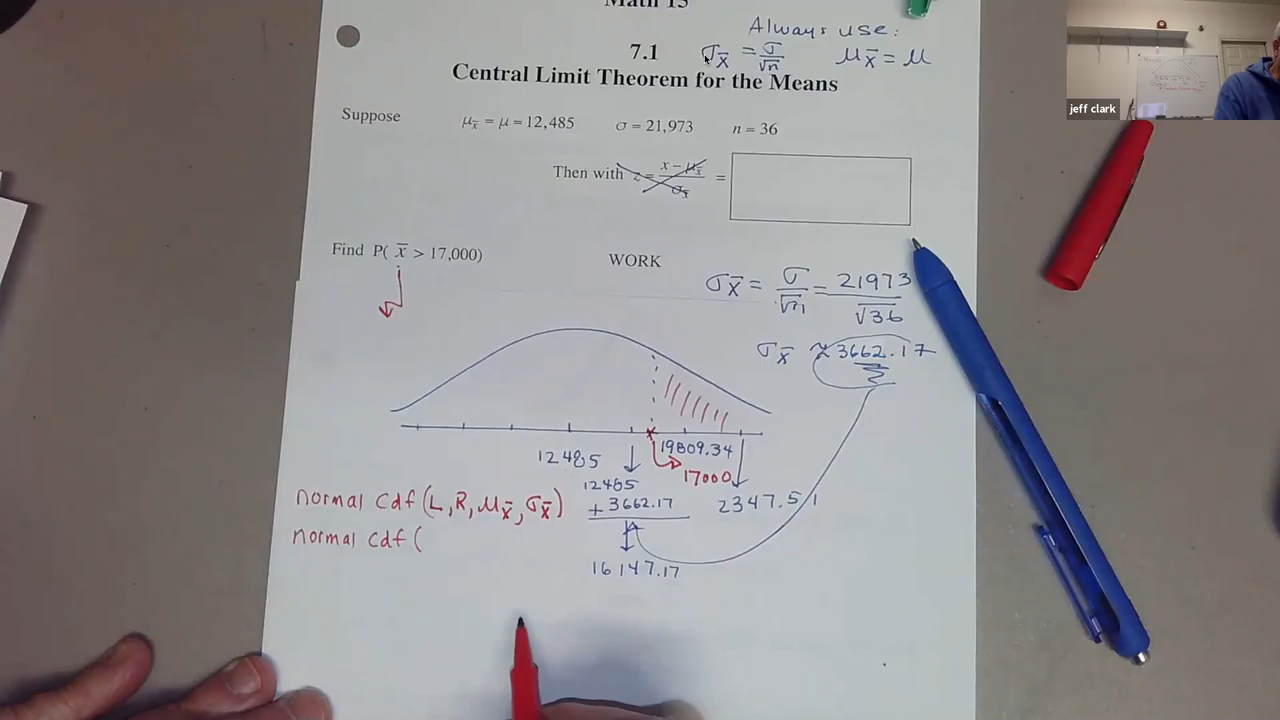 Math 15
Always use:
7.1
σx̄ = σ/√n   μx̄ = μ
Central Limit Theorem for the Means
jeff clark
Suppose   μx̄ = μ = 12,485   σ = 21,973   n = 36
Then with z = (x − μx̄)/σx̄ =
Find P( x̄ > 17,000)   WORK
σx̄ = σ/√n = 21973/√36
σx̄ ≈ 3662.17
12485
19809.34
17000
12485
+ 3662.17
2347.51
16147.17
normal cdf (L, R, μx̄, σx̄)
normal cdf (